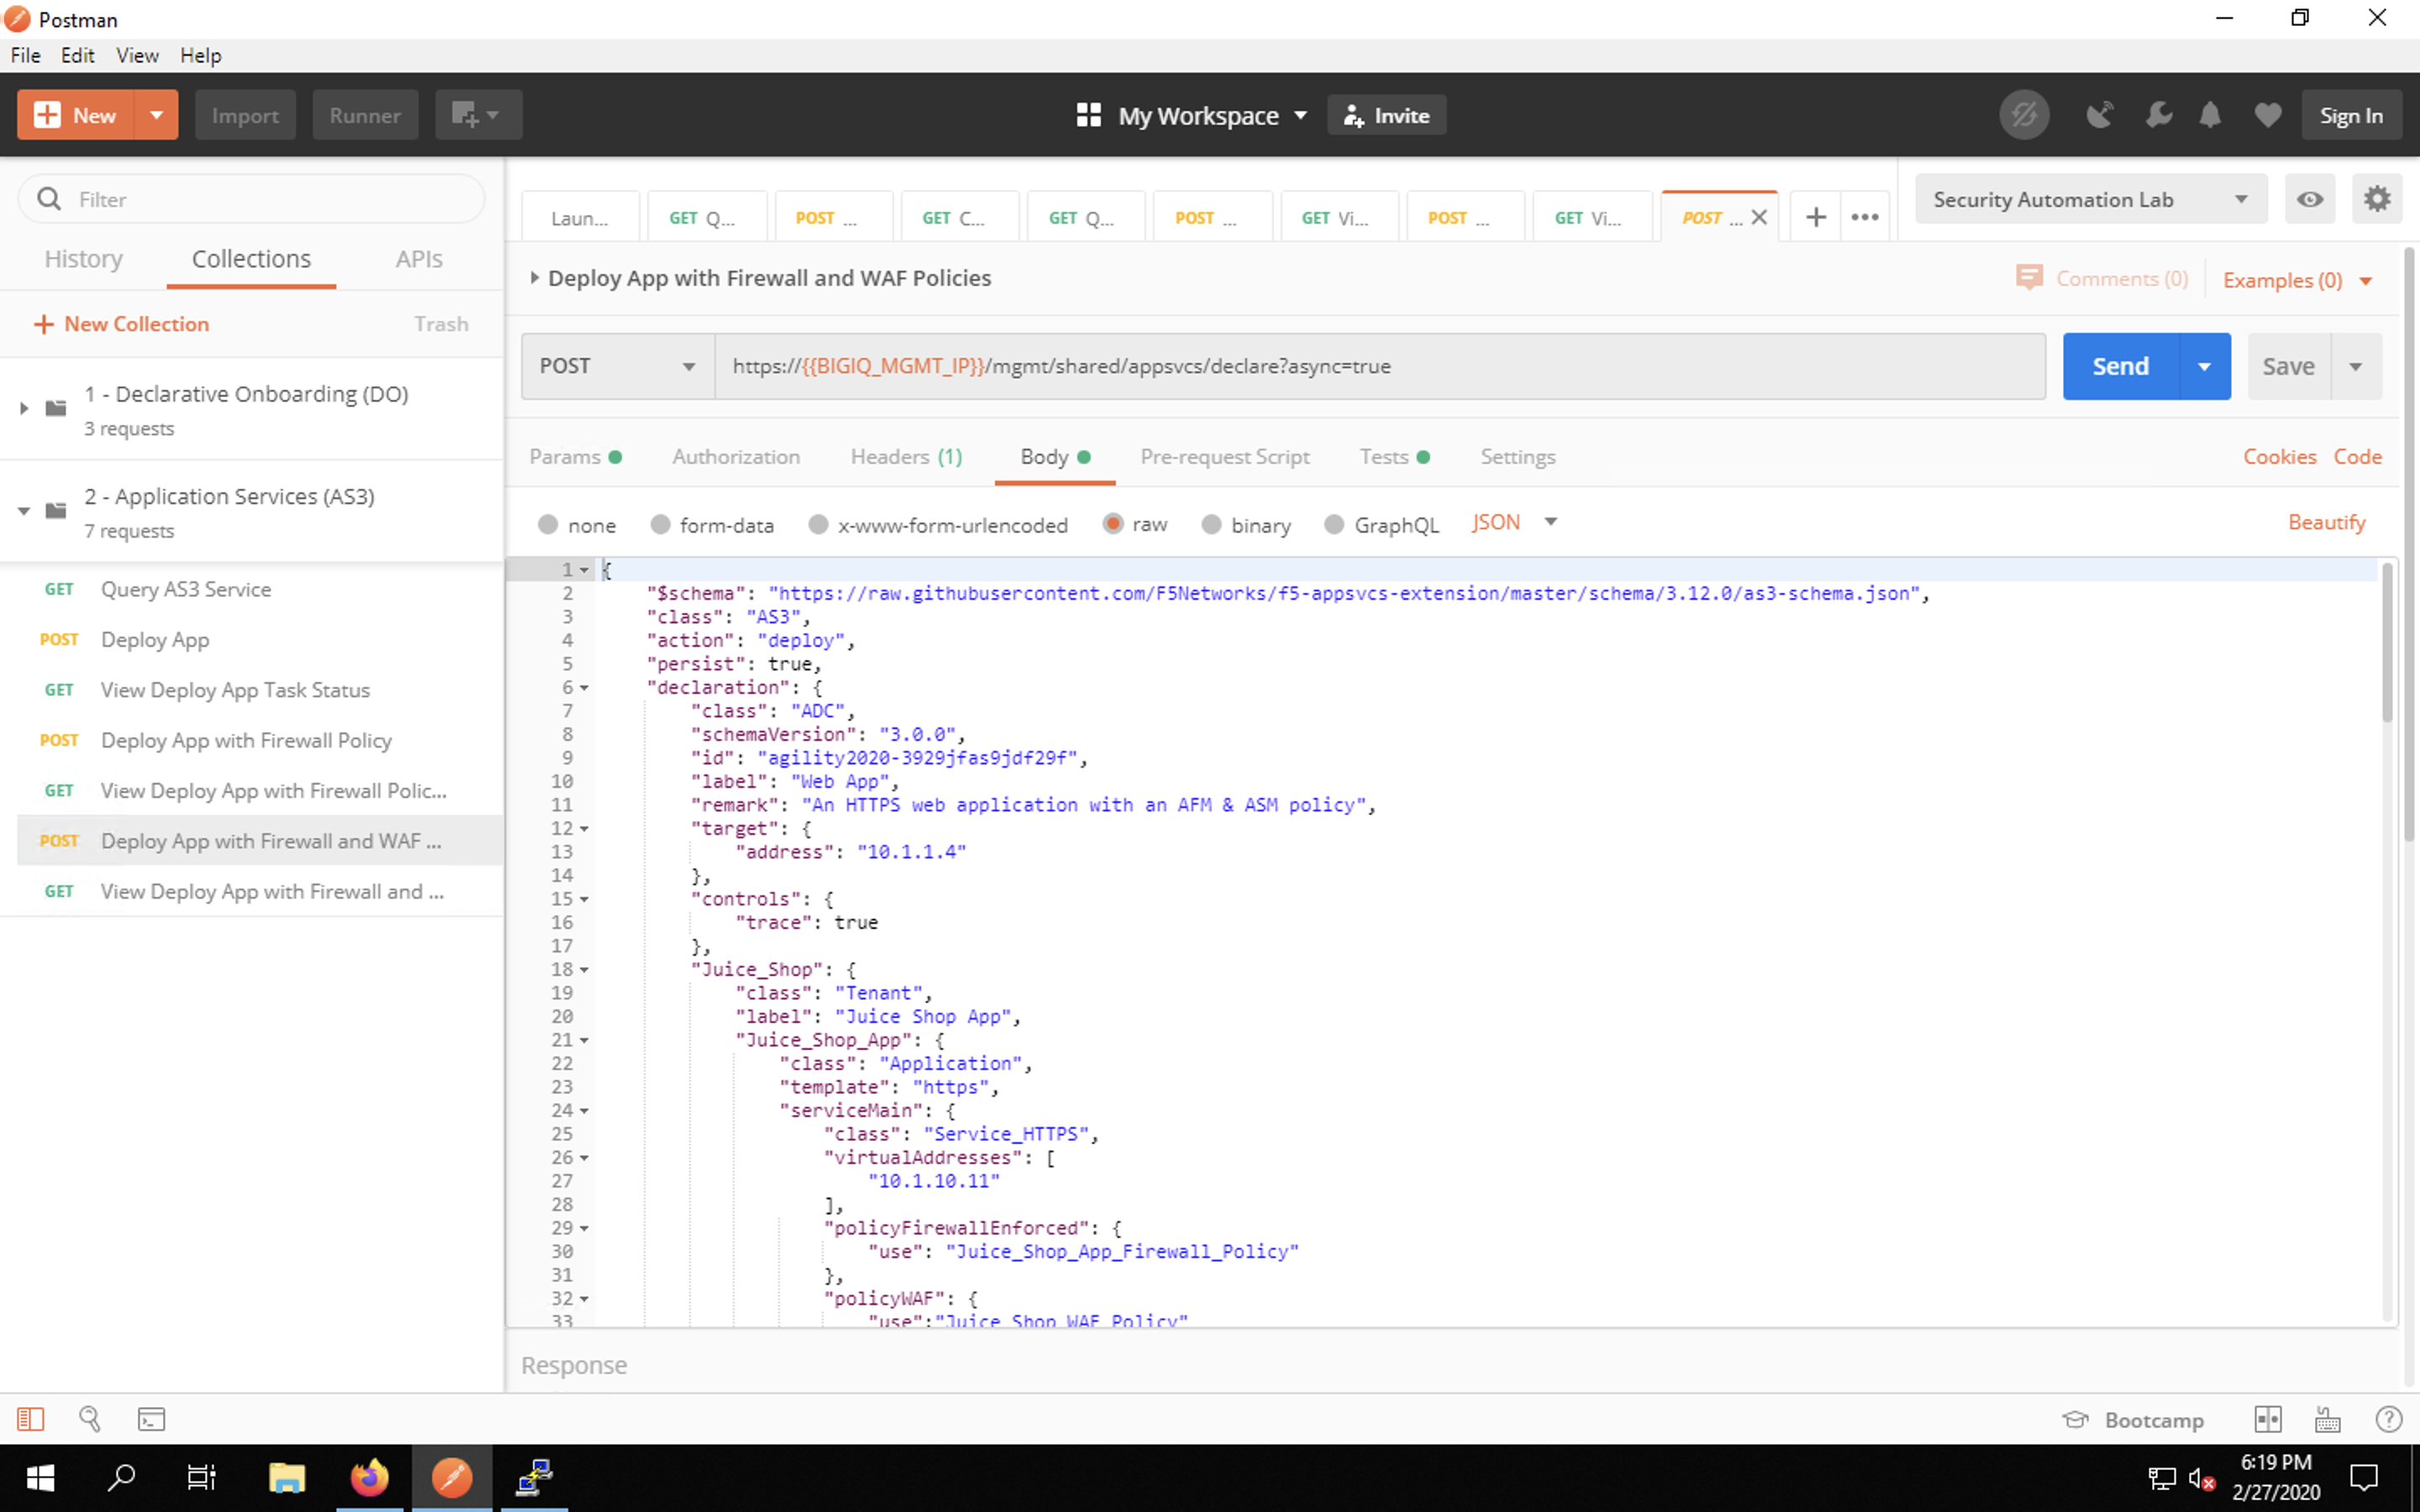 Postman
File Edit View Help
New Import Runner My Workspace Invite Sign In
Filter
History Collections APIs
New Collection Trash
1 - Declarative Onboarding (DO)
3 requests
2 - Application Services (AS3)
7 requests
GET Query AS3 Service
POST Deploy App
GET View Deploy App Task Status
POST Deploy App with Firewall Policy
GET View Deploy App with Firewall Polic...
POST Deploy App with Firewall and WAF ...
GET View Deploy App with Firewall and ...
Laun... GET Q... POST ... GET C... GET Q... POST ... GET Vi... POST ... GET Vi... POST ... Security Automation Lab
Deploy App with Firewall and WAF Policies Comments (0) Examples (0)
POST https://{{BIGIQ_MGMT_IP}}/mgmt/shared/appsvcs/declare?async=true Send Save
Params Authorization Headers (1) Body Pre-request Script Tests Settings Cookies Code
none form-data x-www-form-urlencoded raw binary GraphQL JSON Beautify
1 {
2 "$schema": "https://raw.githubusercontent.com/F5Networks/f5-appsvcs-extension/master/schema/3.12.0/as3-schema.json",
3 "class": "AS3",
4 "action": "deploy",
5 "persist": true,
6 "declaration": {
7 "class": "ADC",
8 "schemaVersion": "3.0.0",
9 "id": "agility2020-3929jfas9jdf29f",
10 "label": "Web App",
11 "remark": "An HTTPS web application with an AFM & ASM policy",
12 "target": {
13 "address": "10.1.1.4"
14 },
15 "controls": {
16 "trace": true
17 },
18 "Juice_Shop": {
19 "class": "Tenant",
20 "label": "Juice Shop App",
21 "Juice_Shop_App": {
22 "class": "Application",
23 "template": "https",
24 "serviceMain": {
25 "class": "Service_HTTPS",
26 "virtualAddresses": [
27 "10.1.10.11"
28 ],
29 "policyFirewallEnforced": {
30 "use": "Juice_Shop_App_Firewall_Policy"
31 },
32 "policyWAF": {
33 "use":"Juice_Shop_WAF_Policy"
Response
Bootcamp
6:19 PM
2/27/2020